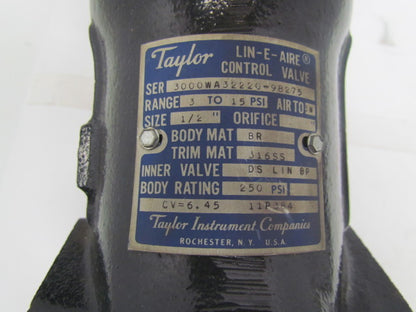 Taylor LIN-E-AIRE®
CONTROL VALVE
SER 3000WA32220-98275
RANGE 3 TO 15 PSI AIR TO
SIZE 1/2" ORIFICE
BODY MAT BR
TRIM MAT 316SS
INNER VALVE DS LIN BP
BODY RATING 250 PSI
CV=6.45 11P284
Taylor Instrument Companies
ROCHESTER, N.Y. U.S.A.